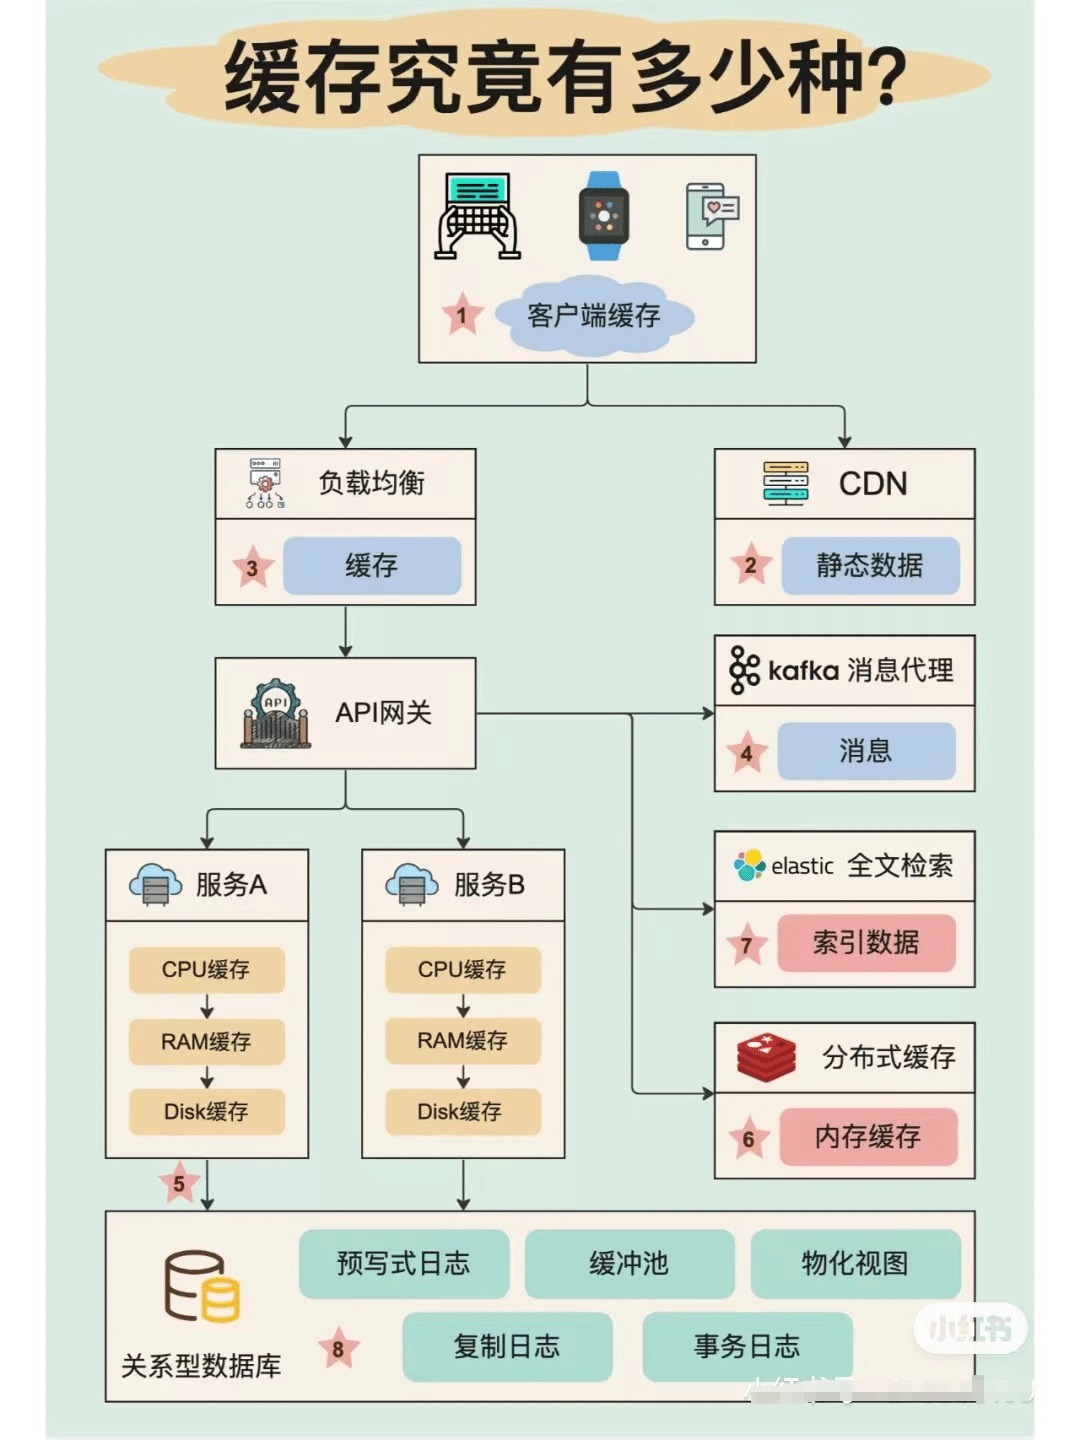 缓存究竟有多少种?
1 客户端缓存
负载均衡
3 缓存
CDN
2 静态数据
API
API网关
kafka 消息代理
4 消息
elastic 全文检索
7 索引数据
分布式缓存
6 内存缓存
服务A
CPU缓存
RAM缓存
Disk缓存
服务B
CPU缓存
RAM缓存
Disk缓存
5
关系型数据库
8
预写式日志
缓冲池
物化视图
复制日志
事务日志
小红书